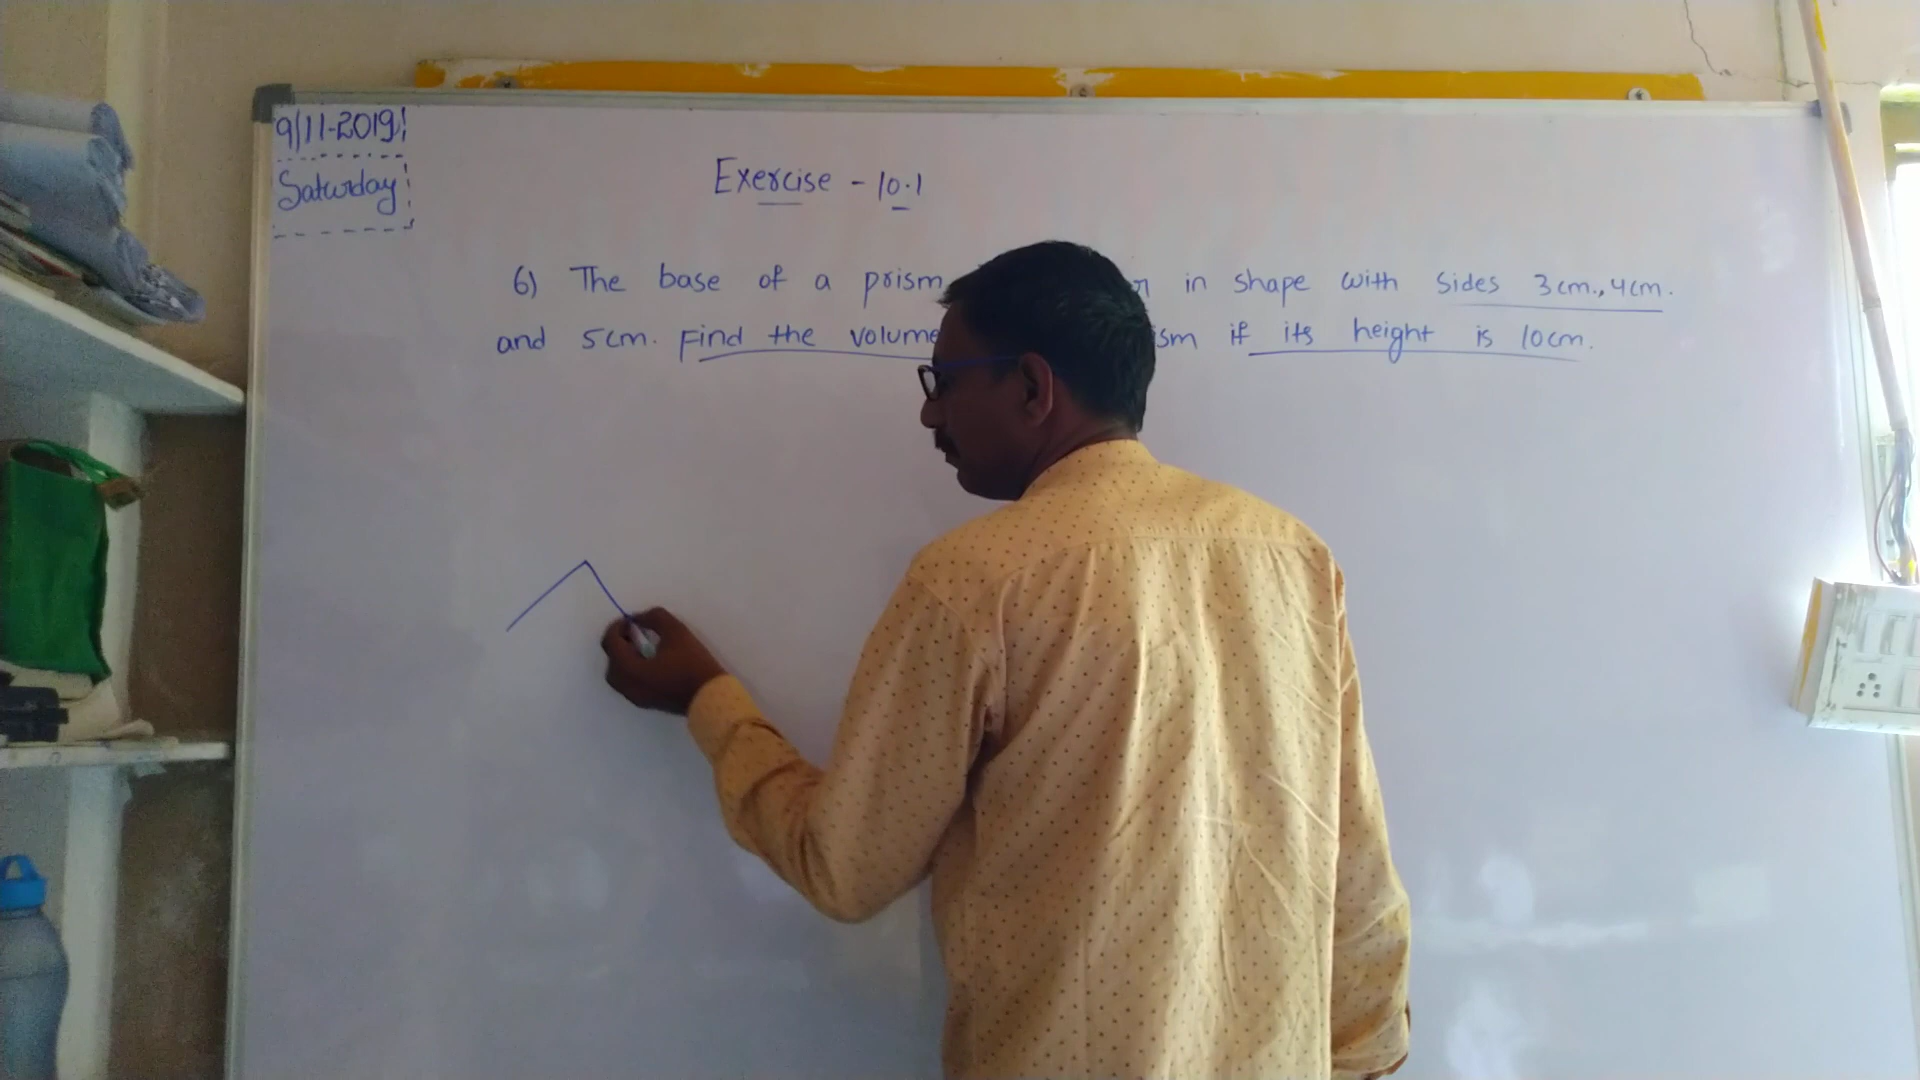 9/11-2019
Saturday
Exercise - 10.1
6) The base of a prism in shape with sides 3cm., 4cm.
and 5cm. Find the volume if its height is 10cm.